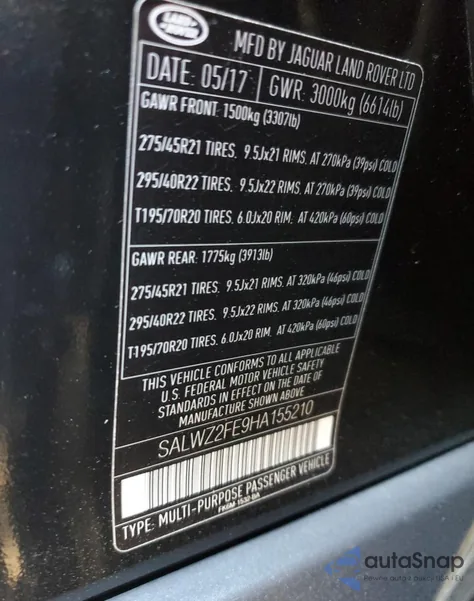 LAND
ROVER
MFD BY JAGUAR LAND ROVER LTD
DATE: 05/17 GWR: 3000kg (6614lb)
GAWR FRONT: 1500kg (3307lb)
275/45R21 TIRES, 9.5Jx21 RIMS, AT 270kPa (39psi) COLD
295/40R22 TIRES, 9.5Jx22 RIMS, AT 270kPa (39psi) COLD
T195/70R20 TIRES, 6.0Jx20 RIM, AT 420kPa (60psi) COLD
GAWR REAR: 1775kg (3913lb)
275/45R21 TIRES, 9.5Jx21 RIMS, AT 320kPa (46psi) COLD
295/40R22 TIRES, 9.5Jx22 RIMS, AT 320kPa (46psi) COLD
T195/70R20 TIRES, 6.0Jx20 RIM, AT 420kPa (60psi) COLD
THIS VEHICLE CONFORMS TO ALL APPLICABLE
U.S. FEDERAL MOTOR VEHICLE SAFETY
STANDARDS IN EFFECT ON THE DATE OF
MANUFACTURE SHOWN ABOVE
SALWZ2FE9HA155210
TYPE: MULTI-PURPOSE PASSENGER VEHICLE
autaSnap